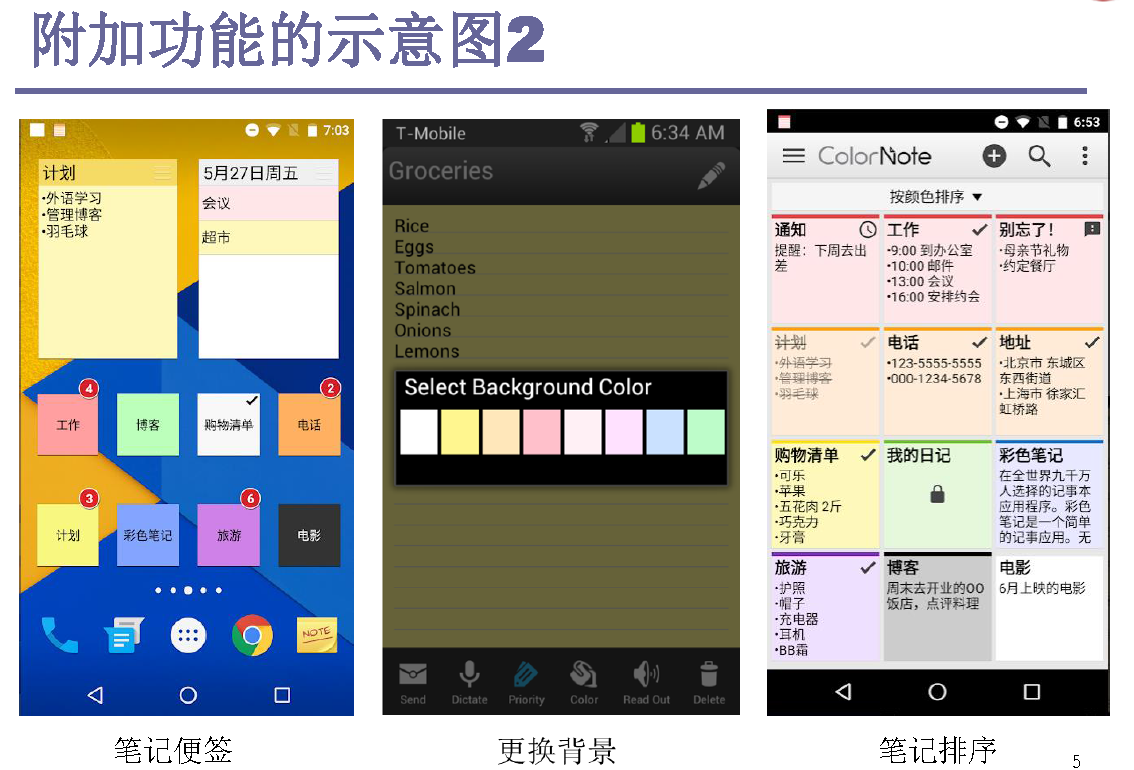 附加功能的示意图2
7:03
计划
•外语学习
•管理博客
•羽毛球
5月27日周五
会议
超市
4
2
工作
博客
购物清单
电话
3
6
计划
彩色笔记
旅游
电影
NOTE
T-Mobile
6:34 AM
Groceries
Rice
Eggs
Tomatoes
Salmon
Spinach
Onions
Lemons
Select Background Color
Send
Dictate
Priority
Color
Read Out
Delete
6:53
ColorNote
按颜色排序 ▼
通知
提醒：下周去出
差
工作
•9:00 到办公室
•10:00 邮件
•13:00 会议
•16:00 安排约会
别忘了!
•母亲节礼物
•约定餐厅
计划
•外语学习
•管理博客
•羽毛球
电话
•123-5555-5555
•000-1234-5678
地址
•北京市 东城区
东西街道
•上海市 徐家汇
虹桥路
购物清单
•可乐
•苹果
•五花肉 2斤
•巧克力
•牙膏
我的日记
彩色笔记
在全世界九千万
人选择的记事本
应用程序。彩色
笔记是一个简单
的记事应用。无
旅游
•护照
•帽子
•充电器
•耳机
•BB霜
博客
周末去开业的OO
饭店，点评料理
电影
6月上映的电影
笔记便签
更换背景
笔记排序
5